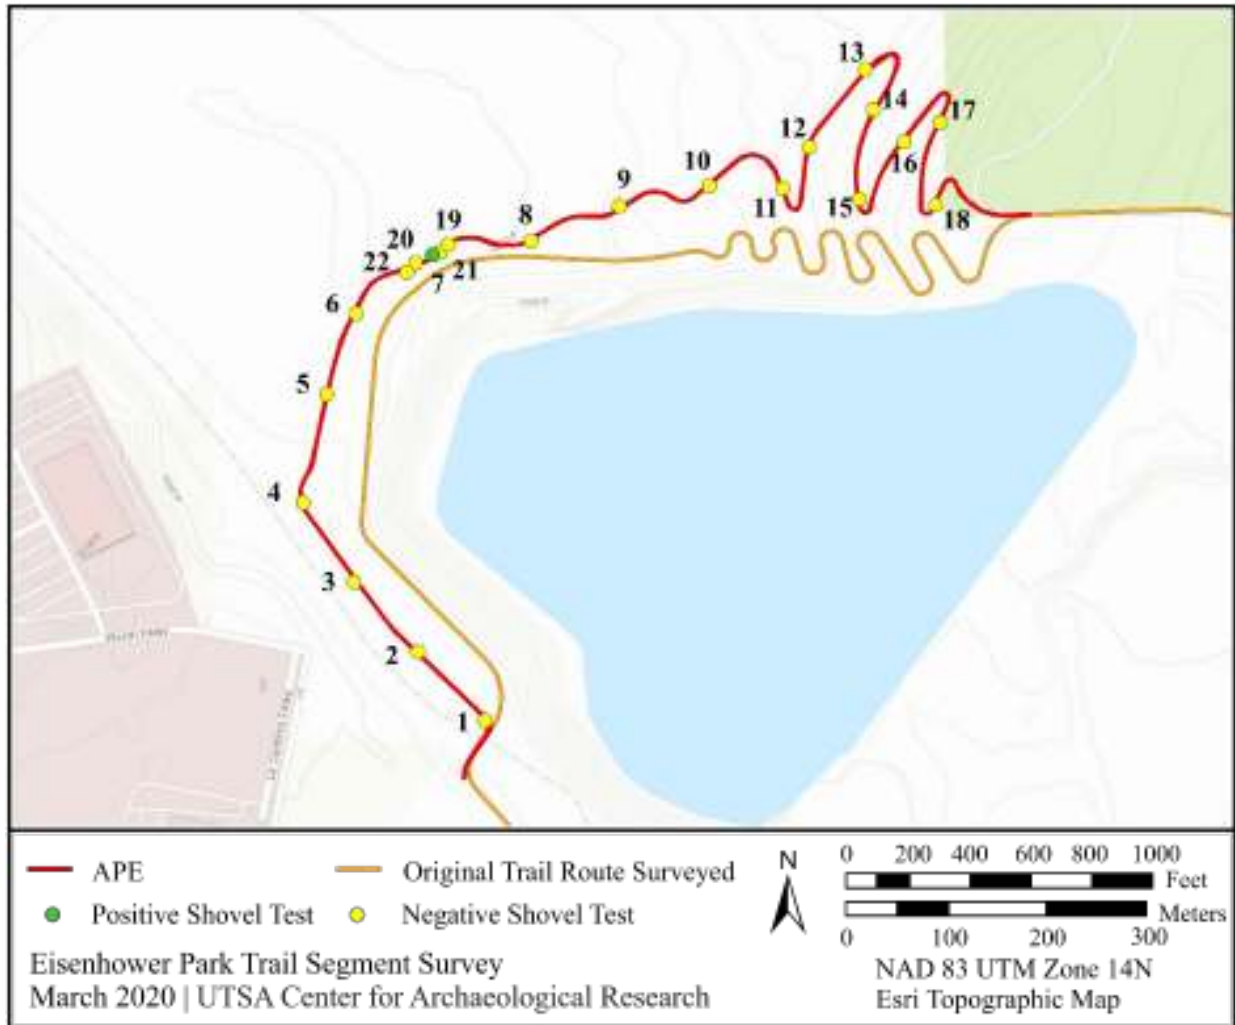 13
14
17
12
16
10
9
11
15
18
19
8
20
22
21
7
6
5
4
3
2
1
N
0 200 400 600 800 1000
APE
Original Trail Route Surveyed
Feet
Positive Shovel Test
Negative Shovel Test
Meters
0 100 200 300
Eisenhower Park Trail Segment Survey
NAD 83 UTM Zone 14N
March 2020 | UTSA Center for Archaeological Research
Esri Topographic Map